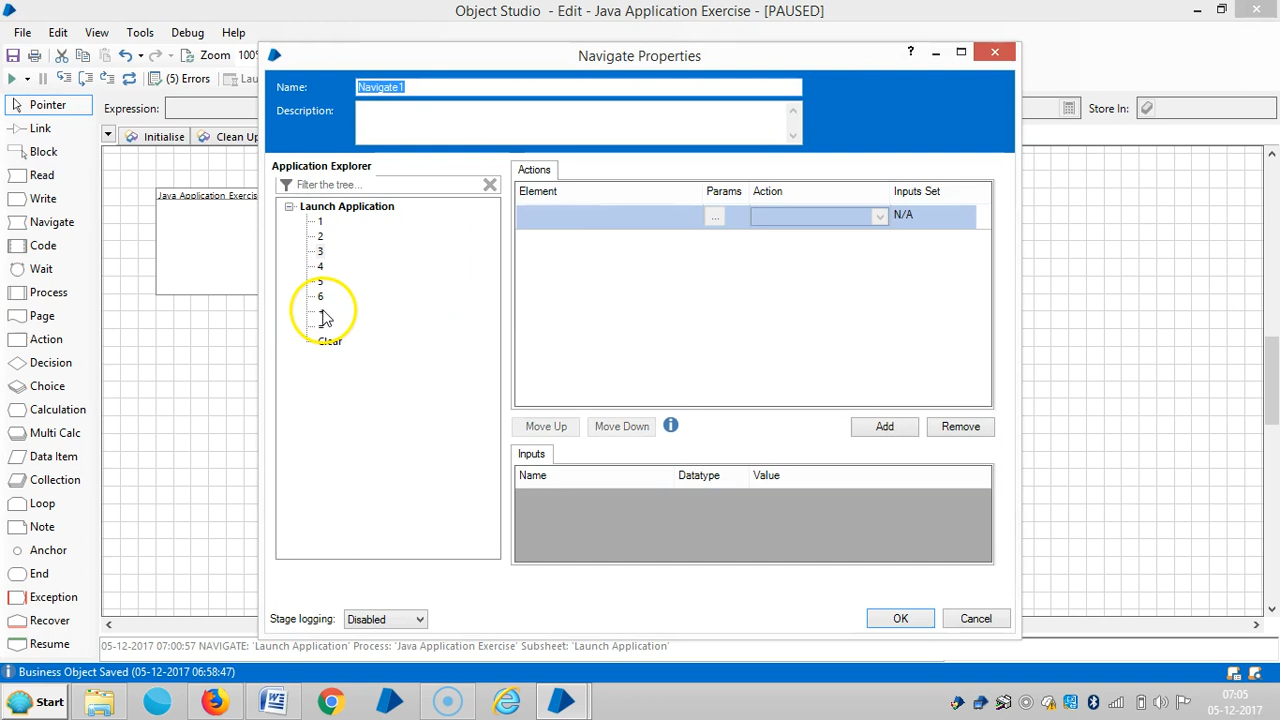 Object Studio - Edit - Java Application Exercise - [PAUSED]
File Edit View Tools Debug Help
Zoom 100%
(5) Errors
Pointer
Expression:
Store In:
Link
Initialise
Clean Up
Block
Read
Write
Navigate
Code
Wait
Process
Page
Action
Decision
Choice
Calculation
Multi Calc
Data Item
Collection
Loop
Note
Anchor
End
Exception
Recover
Resume
Java Application Exercise
Navigate Properties
Name: Navigate1
Description:
Application Explorer
Filter the tree...
Launch Application
1
2
3
4
5
6
Clear
Actions
Element Params Action Inputs Set
... N/A
Move Up Move Down Add Remove
Inputs
Name Datatype Value
Stage logging: Disabled
OK Cancel
05-12-2017 07:00:57 NAVIGATE: 'Launch Application' Process: 'Java Application Exercise' Subsheet: 'Launch Application'
Business Object Saved (05-12-2017 06:58:47)
Start
07:05
05-12-2017